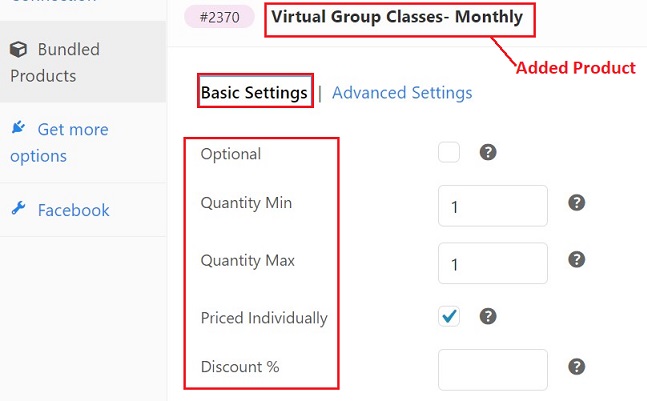 #2370 Virtual Group Classes- Monthly
Bundled
Products
Added Product
Basic Settings | Advanced Settings
Get more
options
Facebook
Optional
Quantity Min 1
Quantity Max 1
Priced Individually
Discount %